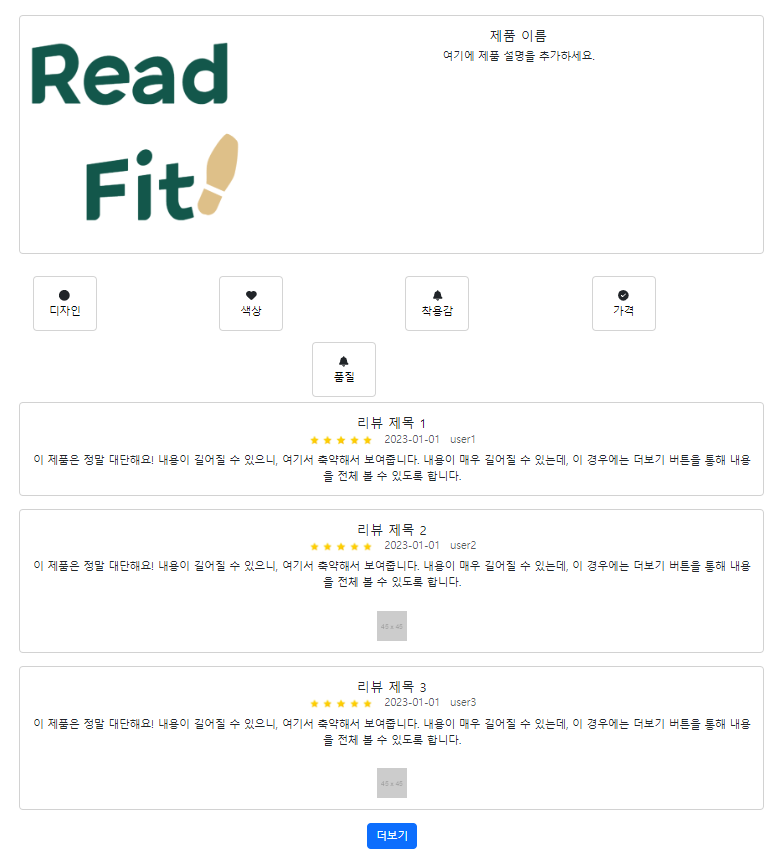 Read
Fit
제품 이름
여기에 제품 설명을 추가하세요.
디자인
색상
착용감
가격
품질
리뷰 제목 1
2023-01-01 user1
이 제품은 정말 대단해요! 내용이 길어질 수 있으니, 여기서 축약해서 보여줍니다. 내용이 매우 길어질 수 있는데, 이 경우에는 더보기 버튼을 통해 내용
을 전체 볼 수 있도록 합니다.
리뷰 제목 2
2023-01-01 user2
이 제품은 정말 대단해요! 내용이 길어질 수 있으니, 여기서 축약해서 보여줍니다. 내용이 매우 길어질 수 있는데, 이 경우에는 더보기 버튼을 통해 내용
을 전체 볼 수 있도록 합니다.
리뷰 제목 3
2023-01-01 user3
이 제품은 정말 대단해요! 내용이 길어질 수 있으니, 여기서 축약해서 보여줍니다. 내용이 매우 길어질 수 있는데, 이 경우에는 더보기 버튼을 통해 내용
을 전체 볼 수 있도록 합니다.
더보기